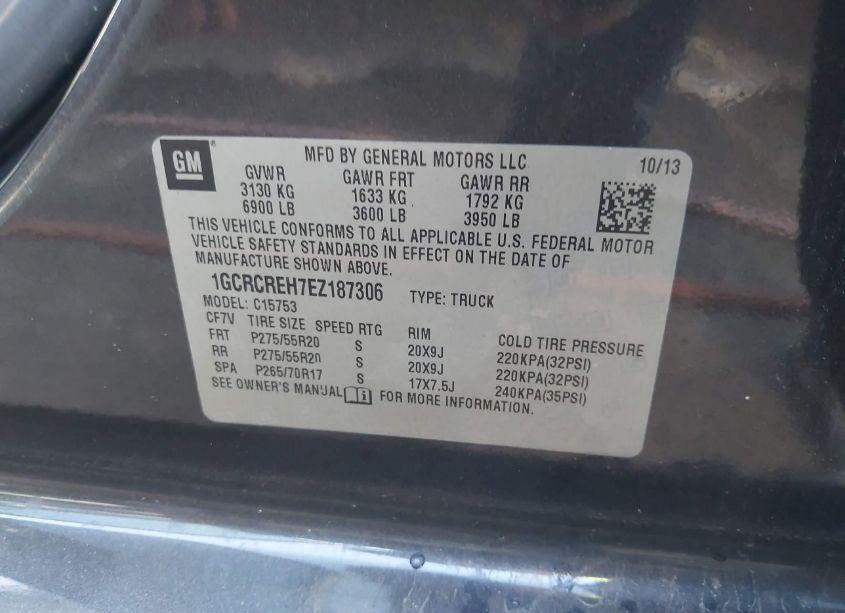 GM
MFD BY GENERAL MOTORS LLC
10/13
GVWR GAWR FRT GAWR RR
3130 KG 1633 KG 1792 KG
6900 LB 3600 LB 3950 LB
THIS VEHICLE CONFORMS TO ALL APPLICABLE U.S. FEDERAL MOTOR
VEHICLE SAFETY STANDARDS IN EFFECT ON THE DATE OF
MANUFACTURE SHOWN ABOVE.
1GCRCREH7EZ187306 TYPE: TRUCK
MODEL: C15753
CF7V TIRE SIZE SPEED RTG RIM COLD TIRE PRESSURE
FRT P275/55R20 S 20X9J 220KPA(32PSI)
RR P275/55R20 S 20X9J 220KPA(32PSI)
SPA P265/70R17 S 17X7.5J 240KPA(35PSI)
SEE OWNER'S MANUAL FOR MORE INFORMATION.